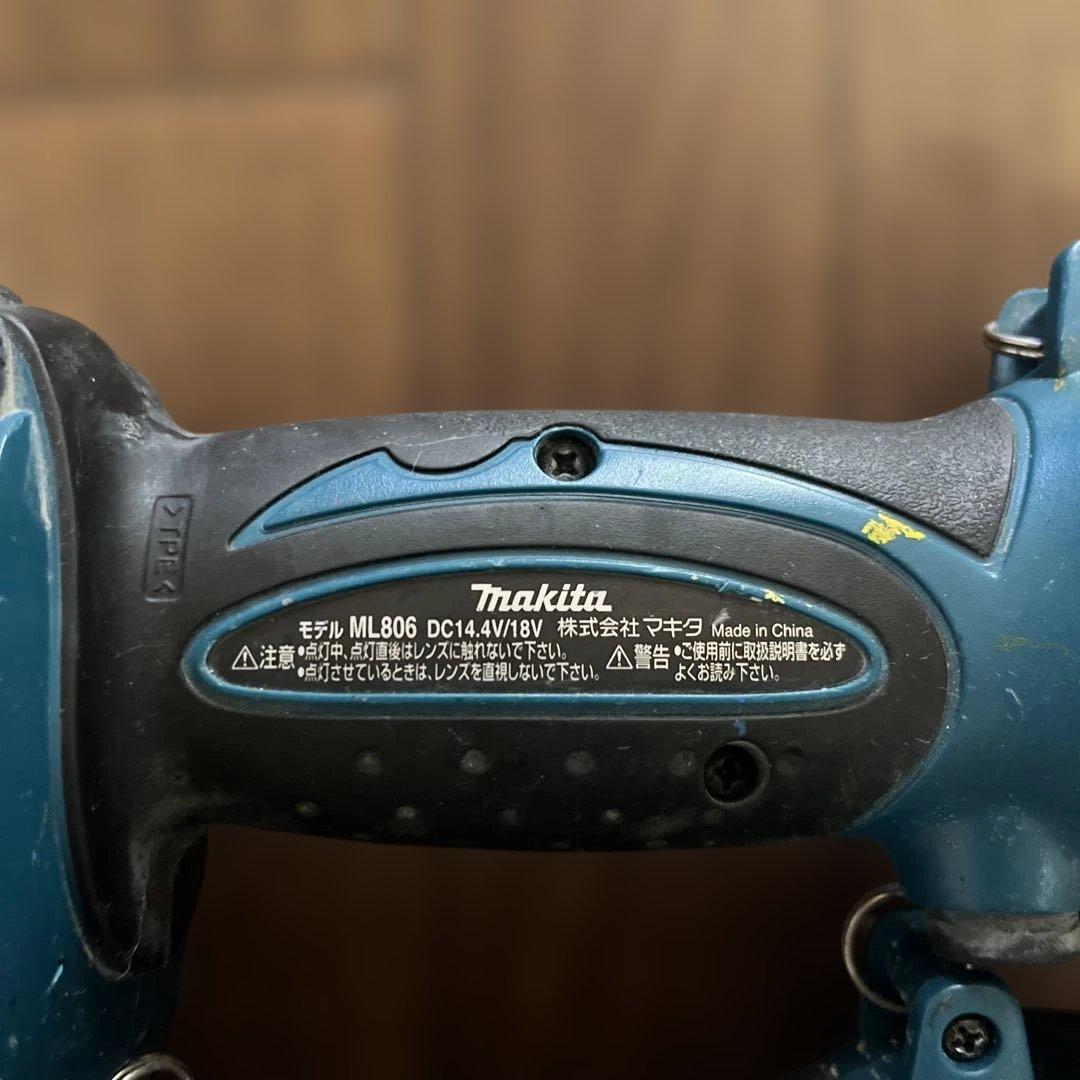 >TPE<
makita
モデル ML806 DC14.4V/18V 株式会社 マキタ Made in China
⚠注意 •点灯中、点灯直後はレンズに触れないで下さい。
•点灯させているときは、レンズを直視しないで下さい。
⚠警告 •ご使用前に取扱説明書を必ず
よくお読み下さい。